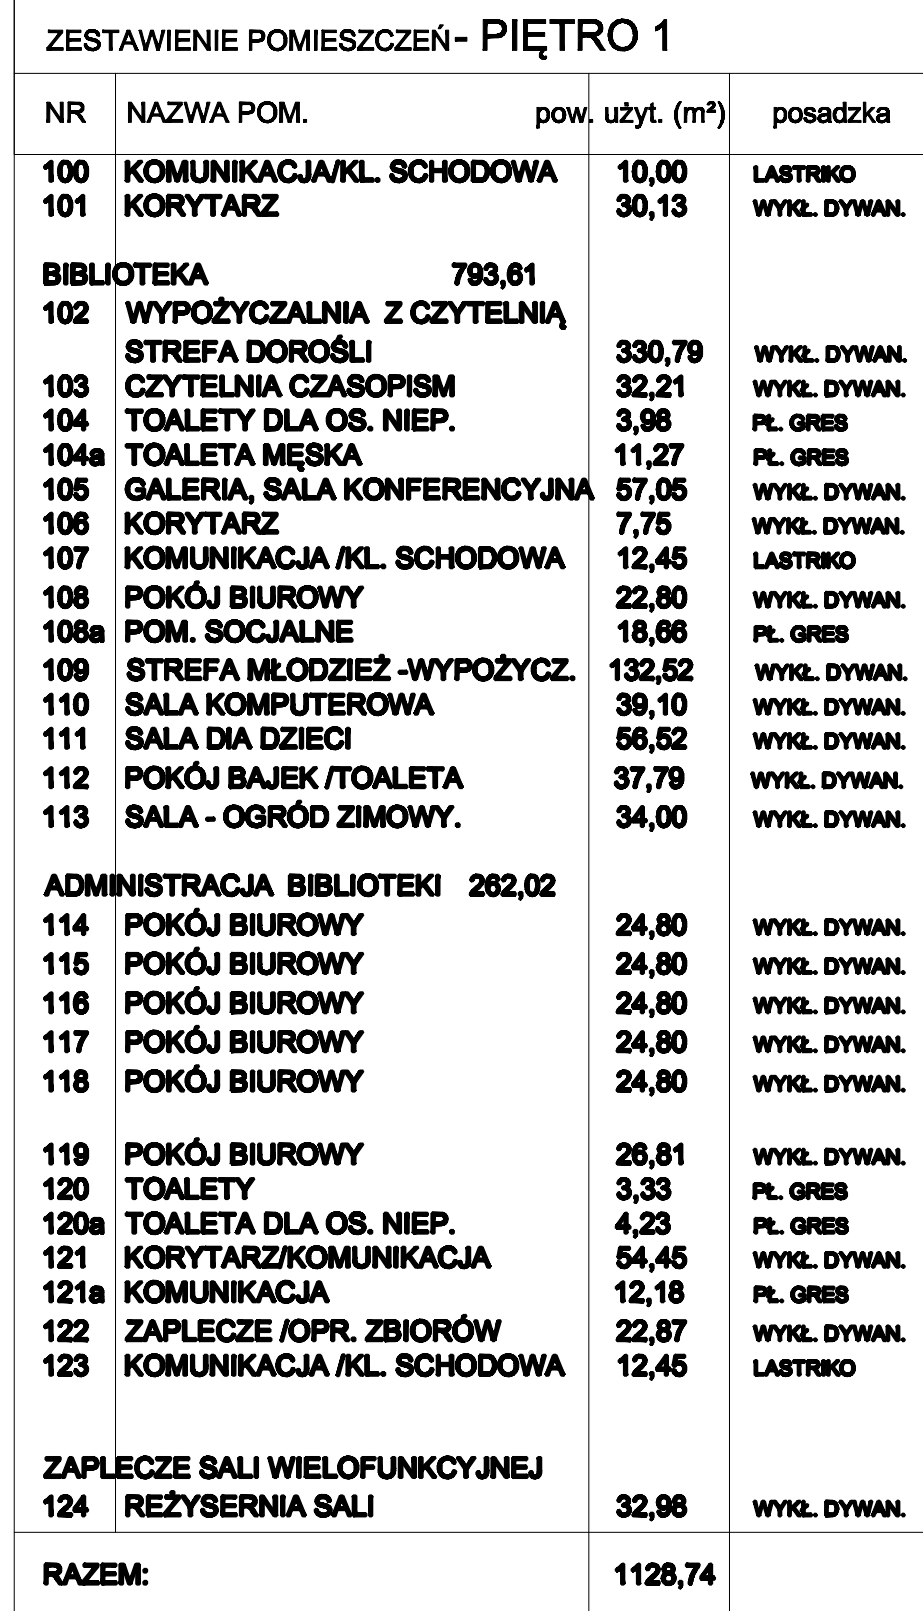 ZESTAWIENIE POMIESZCZEŃ - PIĘTRO 1
NR NAZWA POM. pow. użyt. (m²) posadzka
100 KOMUNIKACJA/KL. SCHODOWA 10,00 LASTRIKO
101 KORYTARZ 30,13 WYKŁ. DYWAN.
BIBLIOTEKA 793,61
102 WYPOŻYCZALNIA Z CZYTELNIĄ
STREFA DOROŚLI 330,79 WYKŁ. DYWAN.
103 CZYTELNIA CZASOPISM 32,21 WYKŁ. DYWAN.
104 TOALETY DLA OS. NIEP. 3,98 PŁ. GRES
104a TOALETA MĘSKA 11,27 PŁ. GRES
105 GALERIA, SALA KONFERENCYJNA 57,05 WYKŁ. DYWAN.
106 KORYTARZ 7,75 WYKŁ. DYWAN.
107 KOMUNIKACJA /KL. SCHODOWA 12,45 LASTRIKO
108 POKÓJ BIUROWY 22,80 WYKŁ. DYWAN.
108a POM. SOCJALNE 18,66 PŁ. GRES
109 STREFA MŁODZIEŻ -WYPOŻYCZ. 132,52 WYKŁ. DYWAN.
110 SALA KOMPUTEROWA 39,10 WYKŁ. DYWAN.
111 SALA DIA DZIECI 56,52 WYKŁ. DYWAN.
112 POKÓJ BAJEK /TOALETA 37,79 WYKŁ. DYWAN.
113 SALA - OGRÓD ZIMOWY. 34,00 WYKŁ. DYWAN.
ADMINISTRACJA BIBLIOTEKI 262,02
114 POKÓJ BIUROWY 24,80 WYKŁ. DYWAN.
115 POKÓJ BIUROWY 24,80 WYKŁ. DYWAN.
116 POKÓJ BIUROWY 24,80 WYKŁ. DYWAN.
117 POKÓJ BIUROWY 24,80 WYKŁ. DYWAN.
118 POKÓJ BIUROWY 24,80 WYKŁ. DYWAN.
119 POKÓJ BIUROWY 26,81 WYKŁ. DYWAN.
120 TOALETY 3,33 PŁ. GRES
120a TOALETA DLA OS. NIEP. 4,23 PŁ. GRES
121 KORYTARZ/KOMUNIKACJA 54,45 WYKŁ. DYWAN.
121a KOMUNIKACJA 12,18 PŁ. GRES
122 ZAPLECZE /OPR. ZBIORÓW 22,87 WYKŁ. DYWAN.
123 KOMUNIKACJA /KL. SCHODOWA 12,45 LASTRIKO
ZAPLECZE SALI WIELOFUNKCYJNEJ
124 REŻYSERNIA SALI 32,98 WYKŁ. DYWAN.
RAZEM: 1128,74